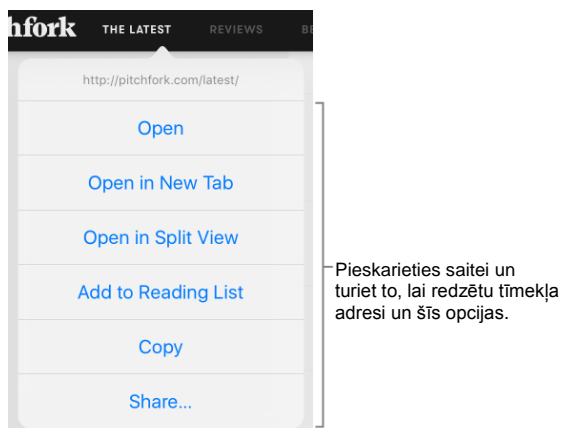 hfork THE LATEST REVIEWS BE
http://pitchfork.com/latest/
Open
Open in New Tab
Open in Split View
Add to Reading List
Copy
Share...
Pieskarieties saitei un
turiet to, lai redzētu tīmekļa
adresi un šīs opcijas.